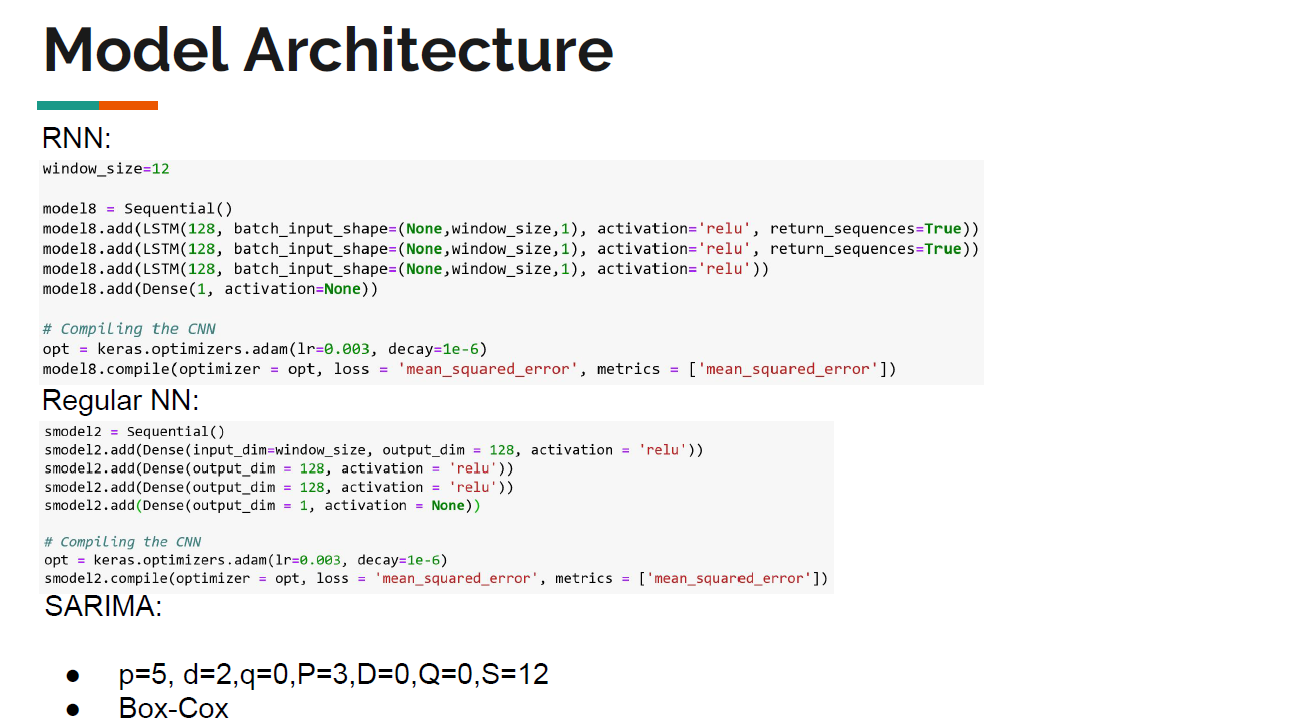 Model Architecture
RNN:
window_size=12
model8 = Sequential()
model8.add(LSTM(128, batch_input_shape=(None,window_size,1), activation='relu', return_sequences=True))
model8.add(LSTM(128, batch_input_shape=(None,window_size,1), activation='relu', return_sequences=True))
model8.add(LSTM(128, batch_input_shape=(None,window_size,1), activation='relu'))
model8.add(Dense(1, activation=None))
# Compiling the CNN
opt = keras.optimizers.adam(lr=0.003, decay=1e-6)
model8.compile(optimizer = opt, loss = 'mean_squared_error', metrics = ['mean_squared_error'])
Regular NN:
smodel2 = Sequential()
smodel2.add(Dense(input_dim=window_size, output_dim = 128, activation = 'relu'))
smodel2.add(Dense(output_dim = 128, activation = 'relu'))
smodel2.add(Dense(output_dim = 128, activation = 'relu'))
smodel2.add(Dense(output_dim = 1, activation = None))
# Compiling the CNN
opt = keras.optimizers.adam(lr=0.003, decay=1e-6)
smodel2.compile(optimizer = opt, loss = 'mean_squared_error', metrics = ['mean_squared_error'])
SARIMA:
● p=5, d=2,q=0,P=3,D=0,Q=0,S=12
● Box-Cox